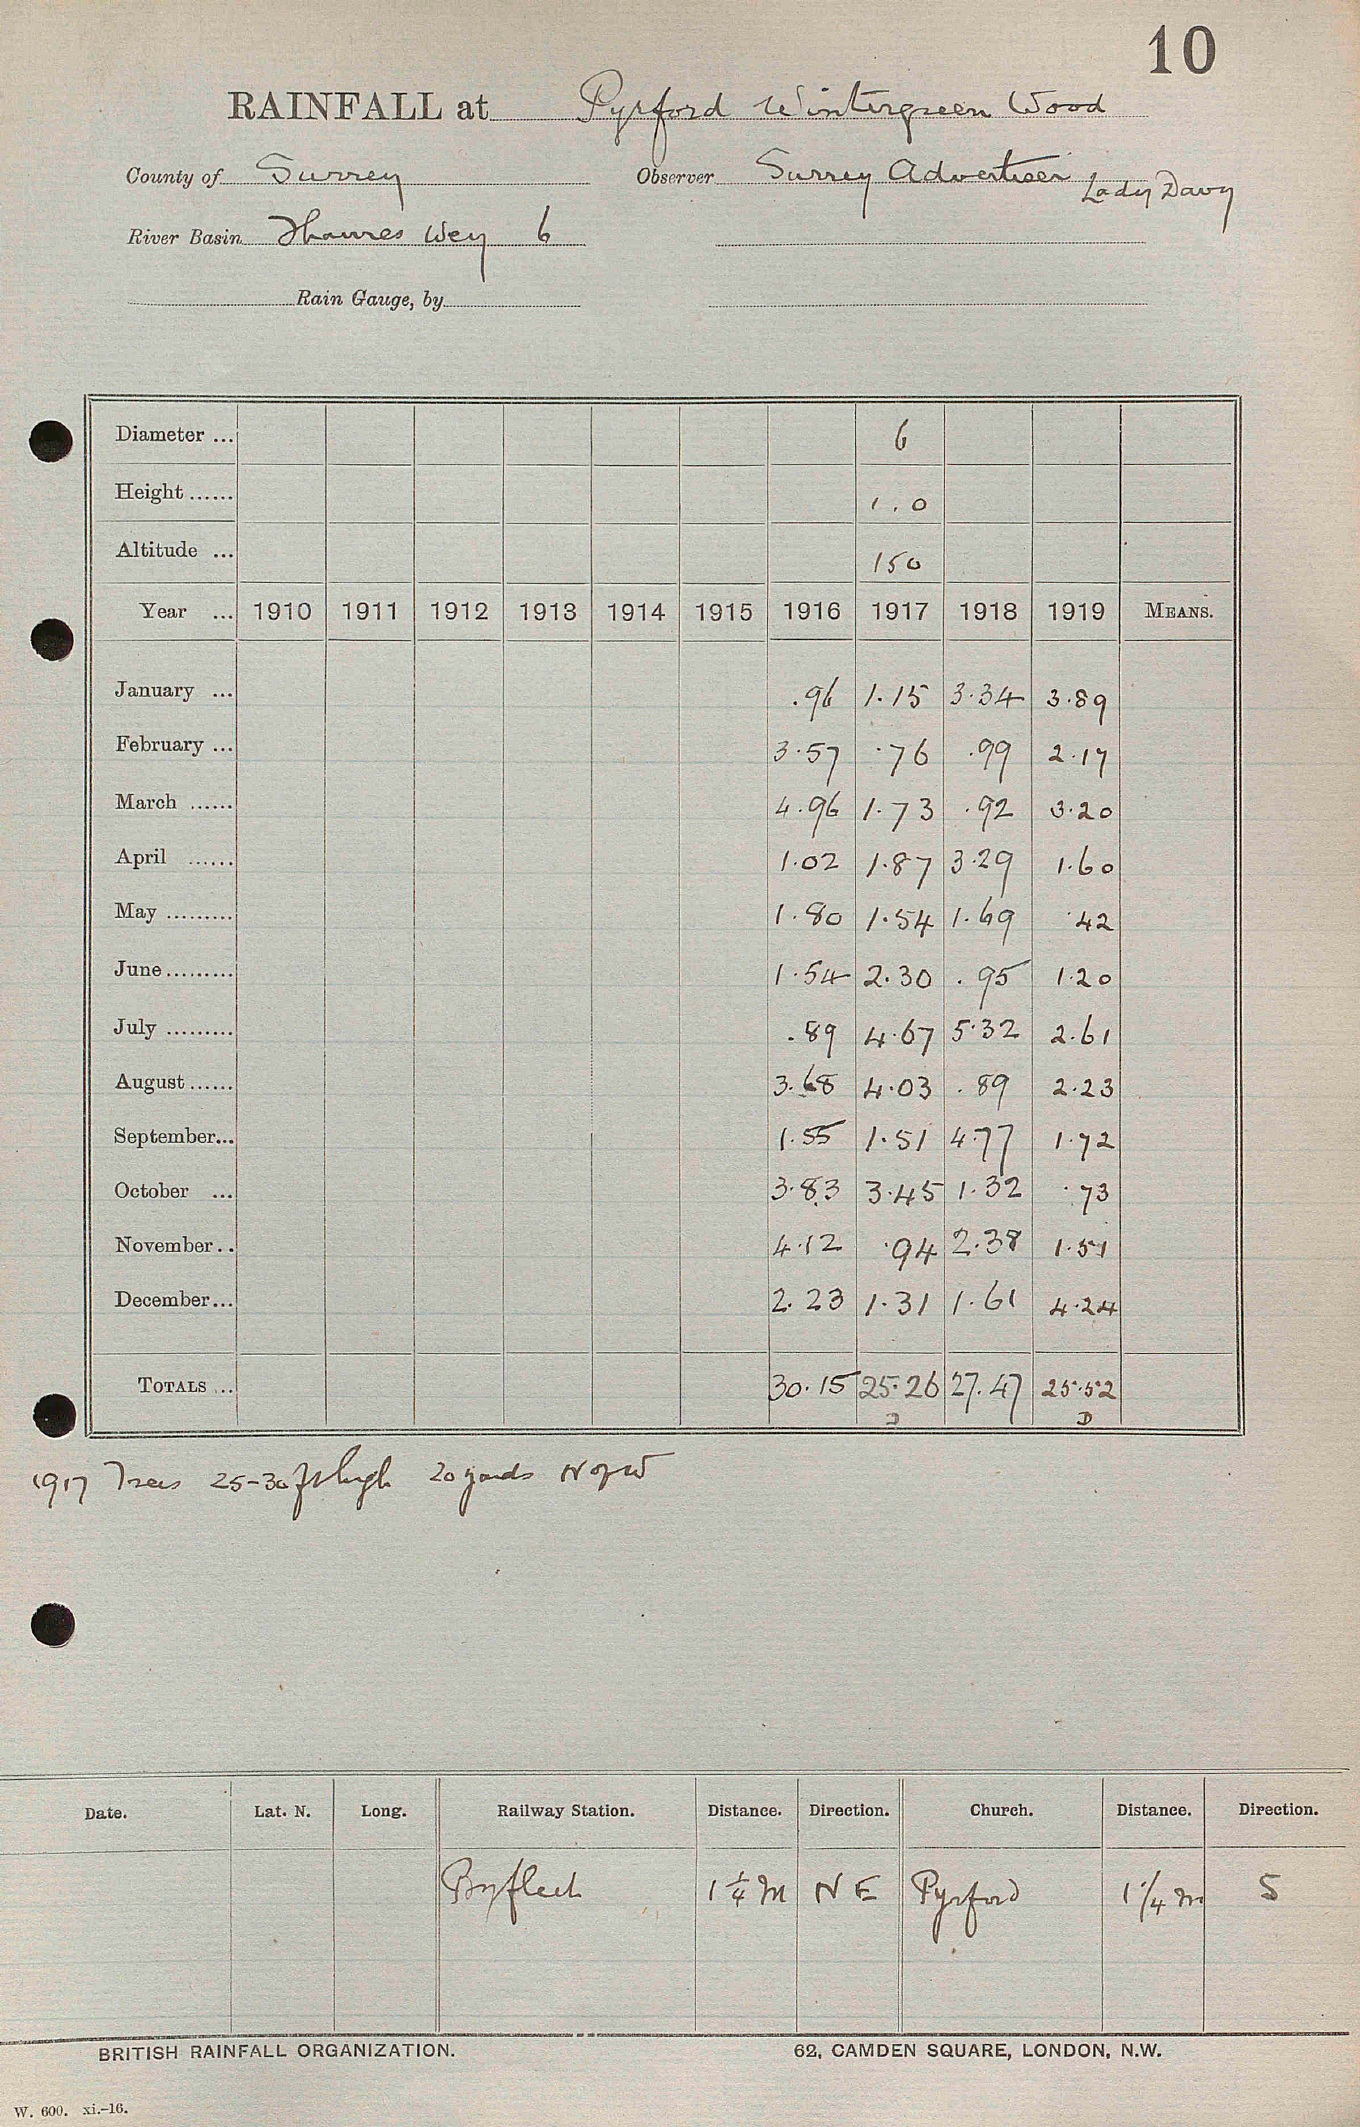 10
RAINFALL at Pyrford Wintergreen Wood
County of Surrey Observer Surrey Advertiser Lady Davy
River Basin Thames Wey 6
Rain Gauge, by
Diameter ... 6
Height ...... 1.0
Altitude ... 150
Year ... 1910 1911 1912 1913 1914 1915 1916 1917 1918 1919 MEANS.
January ... .96 1.15 3.34 3.89
February ... 3.57 .76 .99 2.17
March ...... 4.96 1.73 .92 3.20
April ...... 1.02 1.87 3.29 1.60
May ......... 1.80 1.54 1.69 .42
June ......... 1.54 2.30 .95 1.20
July ......... .89 4.67 5.32 2.61
August ...... 3.68 4.03 .89 2.23
September... 1.55 1.51 4.77 1.72
October ... 3.83 3.45 1.32 .73
November .. 4.12 .94 2.38 1.51
December... 2.23 1.31 1.61 4.24
TOTALS ... 30.15 25.26 27.47 25.52
D D
1917 Trees 25-30 ft high 20 yards N of W
Date. Lat. N. Long. Railway Station. Distance. Direction. Church. Distance. Direction.
Byfleet 1 1/4 M N E Pyrford 1 1/4 m S
BRITISH RAINFALL ORGANIZATION. 62, CAMDEN SQUARE, LONDON, N.W.
W. 600. xi.-16.